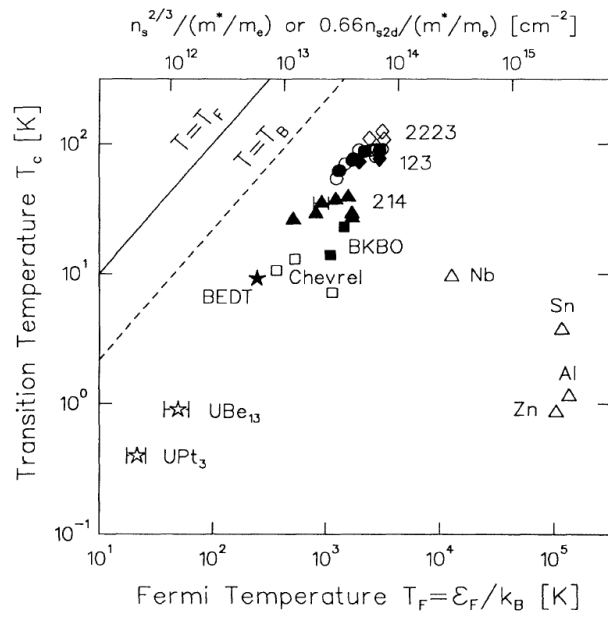 n_s^{2/3}/(m*/m_e) or 0.66n_{s2d}/(m*/m_e) [cm^{-2}]
10^{12} 10^{13} 10^{14} 10^{15}
Transition Temperature T_c [K]
10^2
10^1
10^0
10^{-1}
T=T_F
T=T_B
2223
123
214
BKBO
Chevrel
BEDT
Nb
Sn
Al
Zn
UBe_{13}
UPt_3
10^1 10^2 10^3 10^4 10^5
Fermi Temperature T_F=ℰ_F/k_B [K]